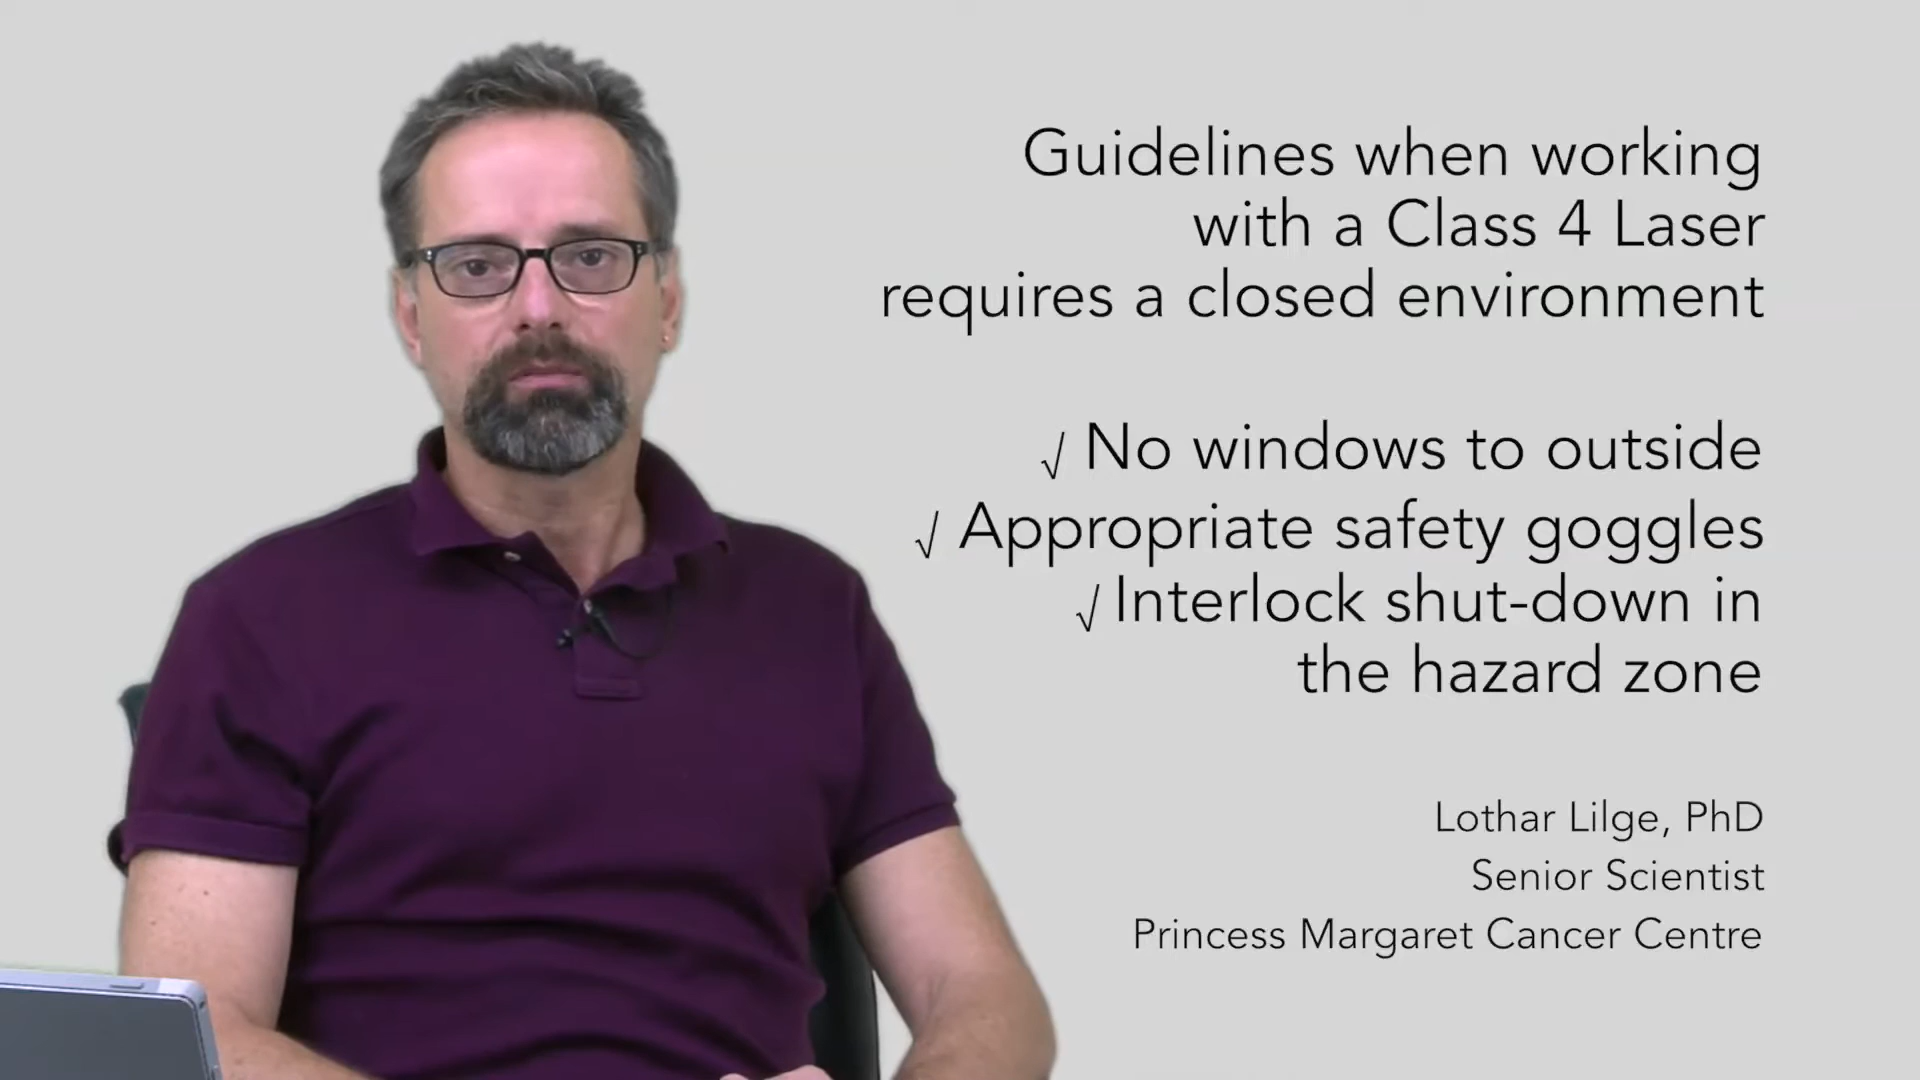 Guidelines when working
with a Class 4 Laser
requires a closed environment
√ No windows to outside
√ Appropriate safety goggles
√ Interlock shut-down in
the hazard zone
Lothar Lilge, PhD
Senior Scientist
Princess Margaret Cancer Centre